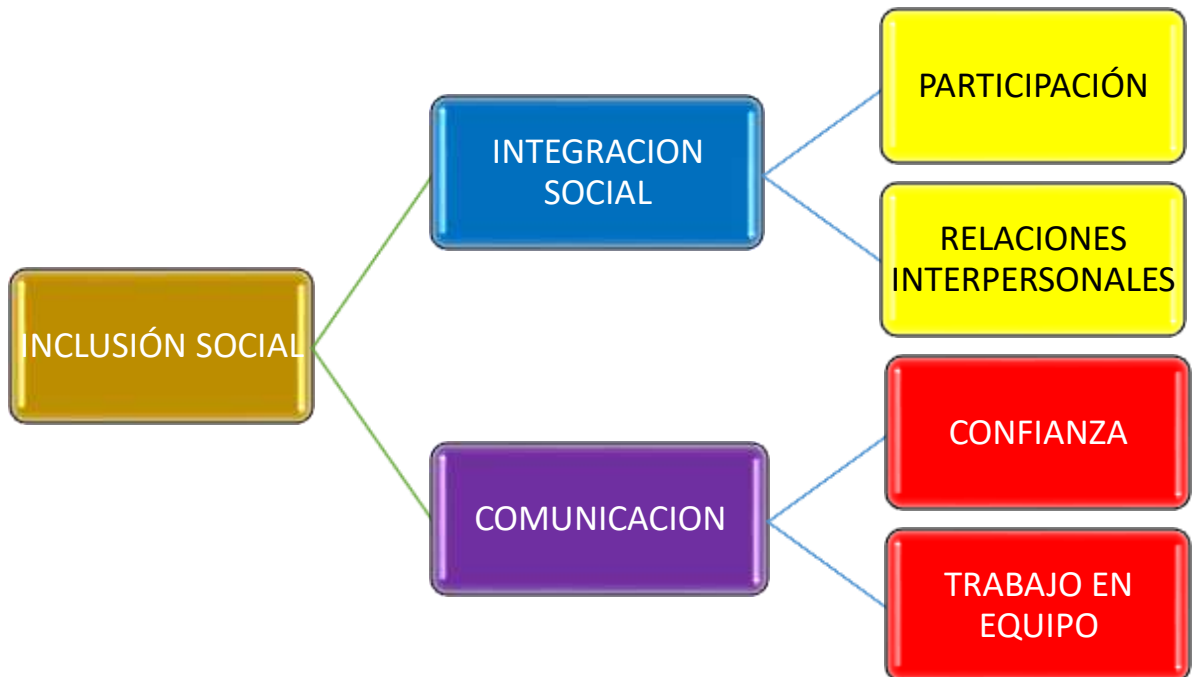 INCLUSIÓN SOCIAL
INTEGRACION
SOCIAL
PARTICIPACIÓN
RELACIONES
INTERPERSONALES
COMUNICACION
CONFIANZA
TRABAJO EN
EQUIPO